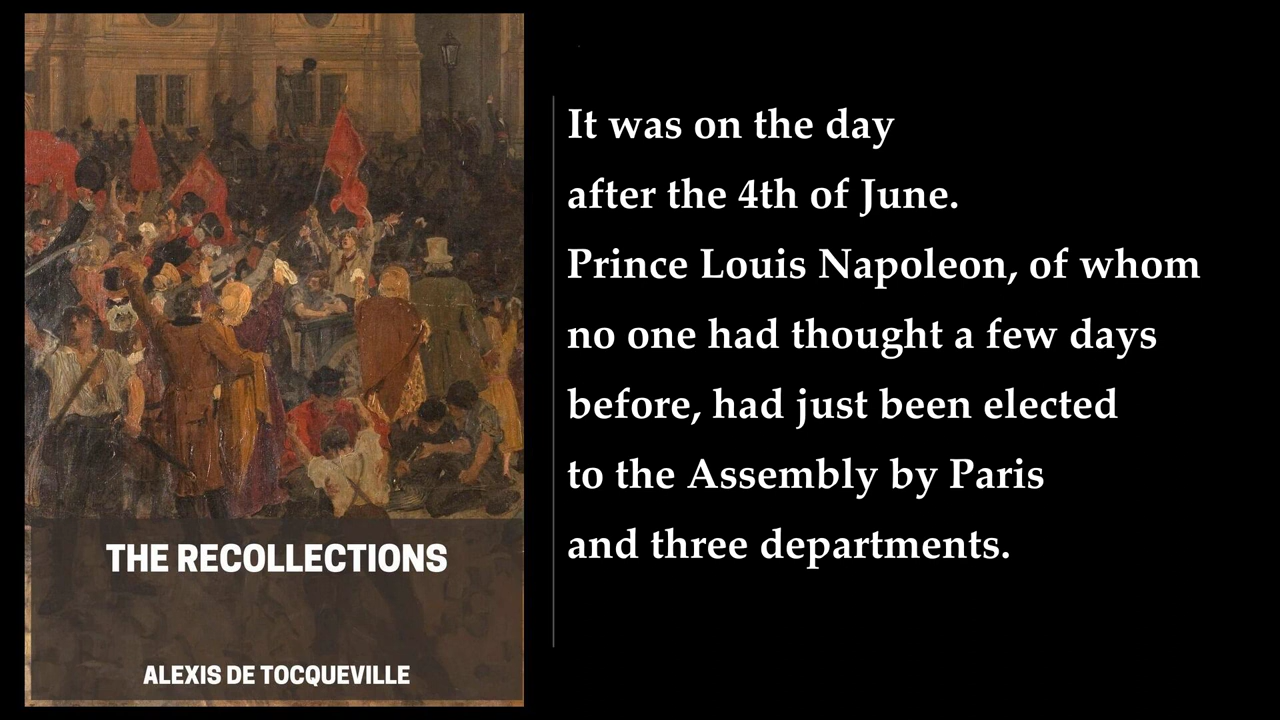 THE RECOLLECTIONS
ALEXIS DE TOCQUEVILLE
It was on the day
after the 4th of June.
Prince Louis Napoleon, of whom
no one had thought a few days
before, had just been elected
to the Assembly by Paris
and three departments.